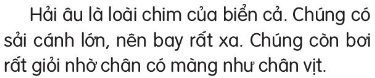 Hải âu là loài chim của biển cả. Chúng có
sải cánh lớn, nên bay rất xa. Chúng còn bơi
rất giỏi nhờ chân có màng như chân vịt.